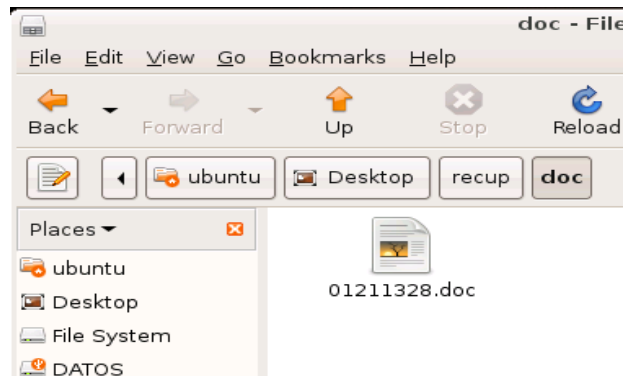 doc - File
File Edit View Go Bookmarks Help
Back Forward Up Stop Reload
ubuntu Desktop recup doc
Places
ubuntu
Desktop
File System
DATOS
01211328.doc